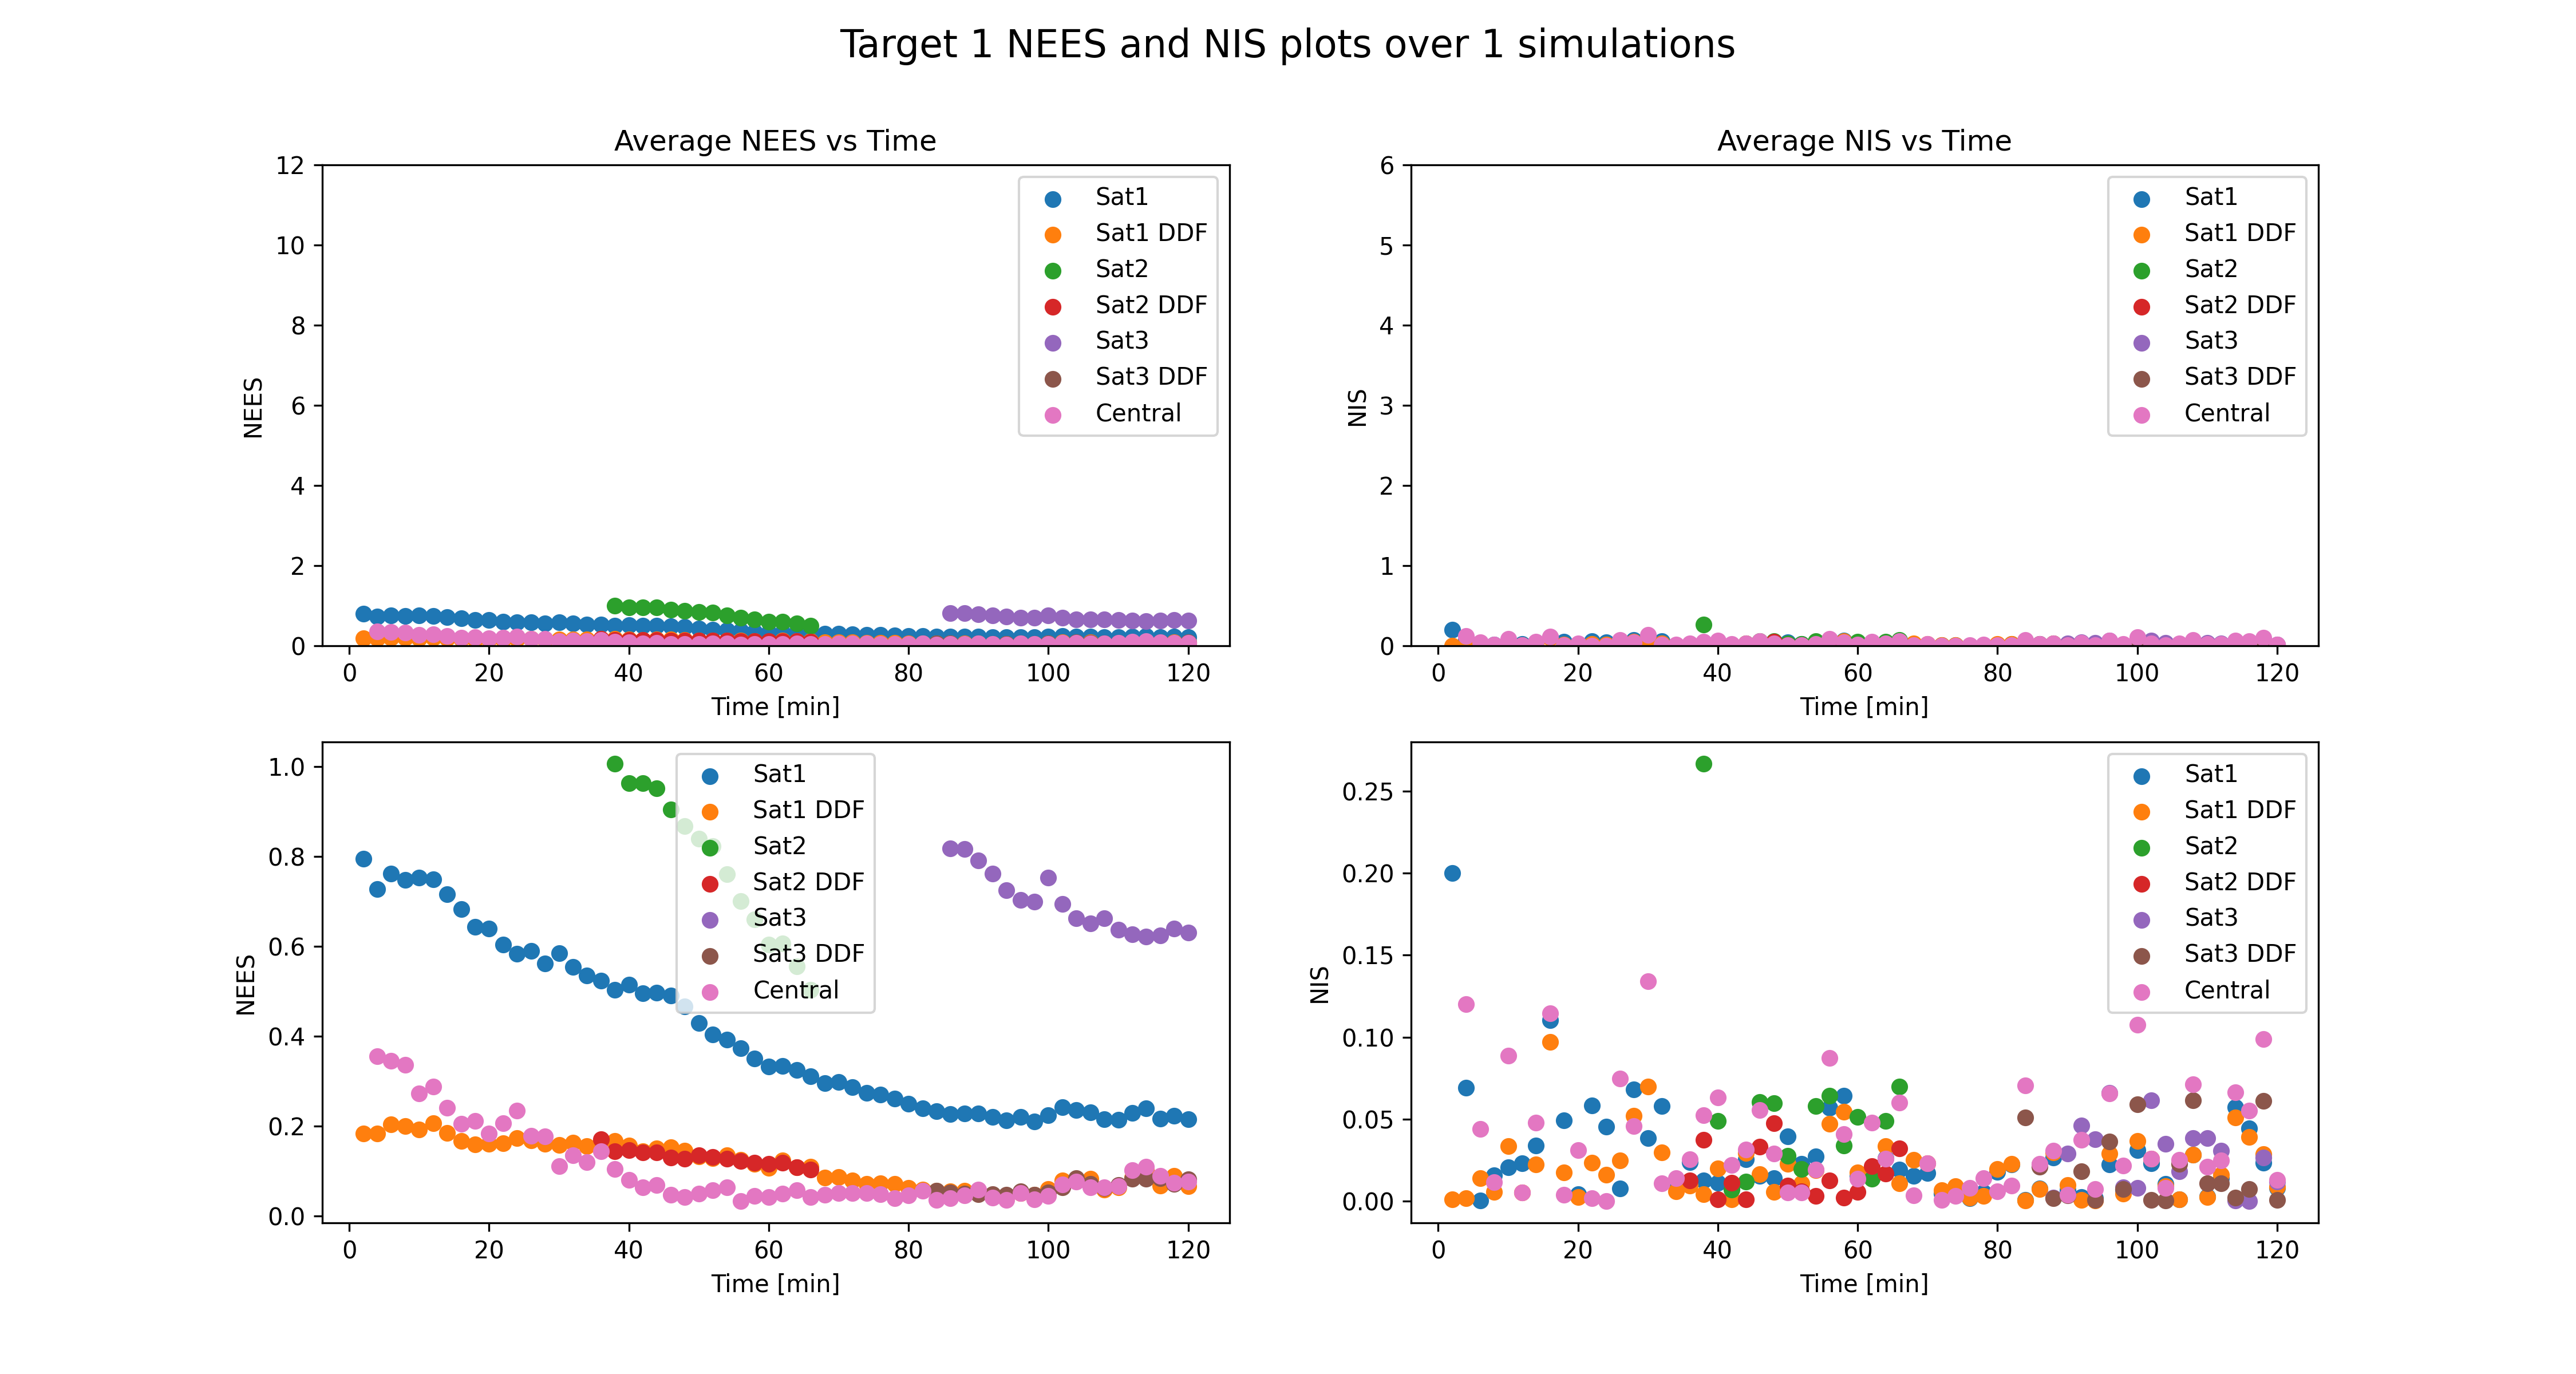 Target 1 NEES and NIS plots over 1 simulations
Average NEES vs Time
12
10
8
6
4
2
0
NEES
0 20 40 60 80 100 120
Time [min]
Sat1
Sat1 DDF
Sat2
Sat2 DDF
Sat3
Sat3 DDF
Central
Average NIS vs Time
6
5
4
3
2
1
0
NIS
0 20 40 60 80 100 120
Time [min]
Sat1
Sat1 DDF
Sat2
Sat2 DDF
Sat3
Sat3 DDF
Central
1.0
0.8
0.6
0.4
0.2
0.0
NEES
0 20 40 60 80 100 120
Time [min]
Sat1
Sat1 DDF
Sat2
Sat2 DDF
Sat3
Sat3 DDF
Central
0.25
0.20
0.15
0.10
0.05
0.00
NIS
0 20 40 60 80 100 120
Time [min]
Sat1
Sat1 DDF
Sat2
Sat2 DDF
Sat3
Sat3 DDF
Central